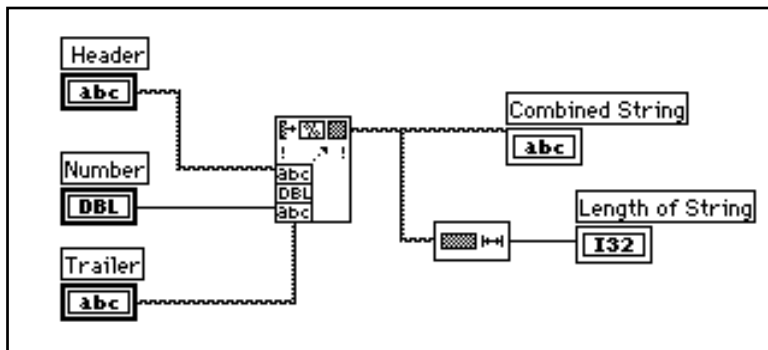 Header
abc
Number
DBL
Trailer
abc
% 
! !
abc
DBL
abc
Combined String
abc
Length of String
I32